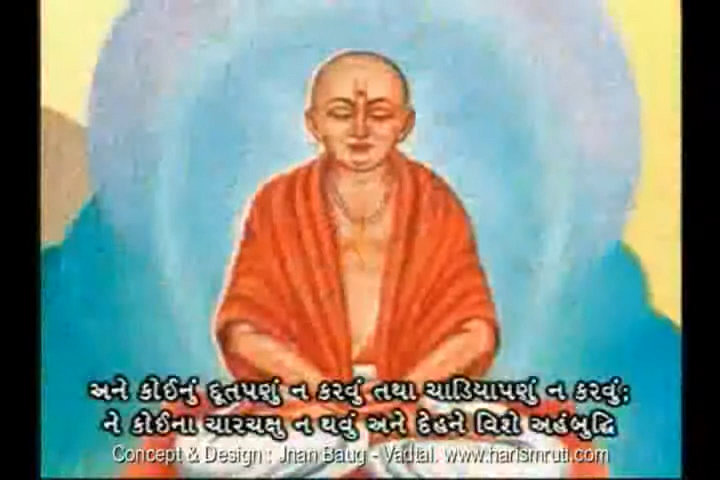 અને કોઈનું દૂતપણું ન કરવું તથા ચાડિયાપણું ન કરવું;
ને કોઈના ચારચક્ષુ ન થવું અને દેહને વિશે અહંબુદ્ધિ
Concept & Design : Jnan Baug - Vadtal. www.harismruti.com